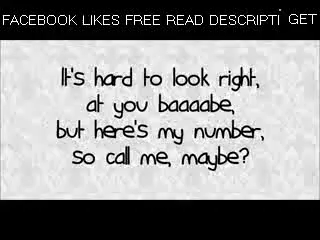 FACEBOOK LIKES FREE READ DESCRIPTI GET
It's hard to look right,
at you baaaabe,
but here's my number,
so call me, maybe?